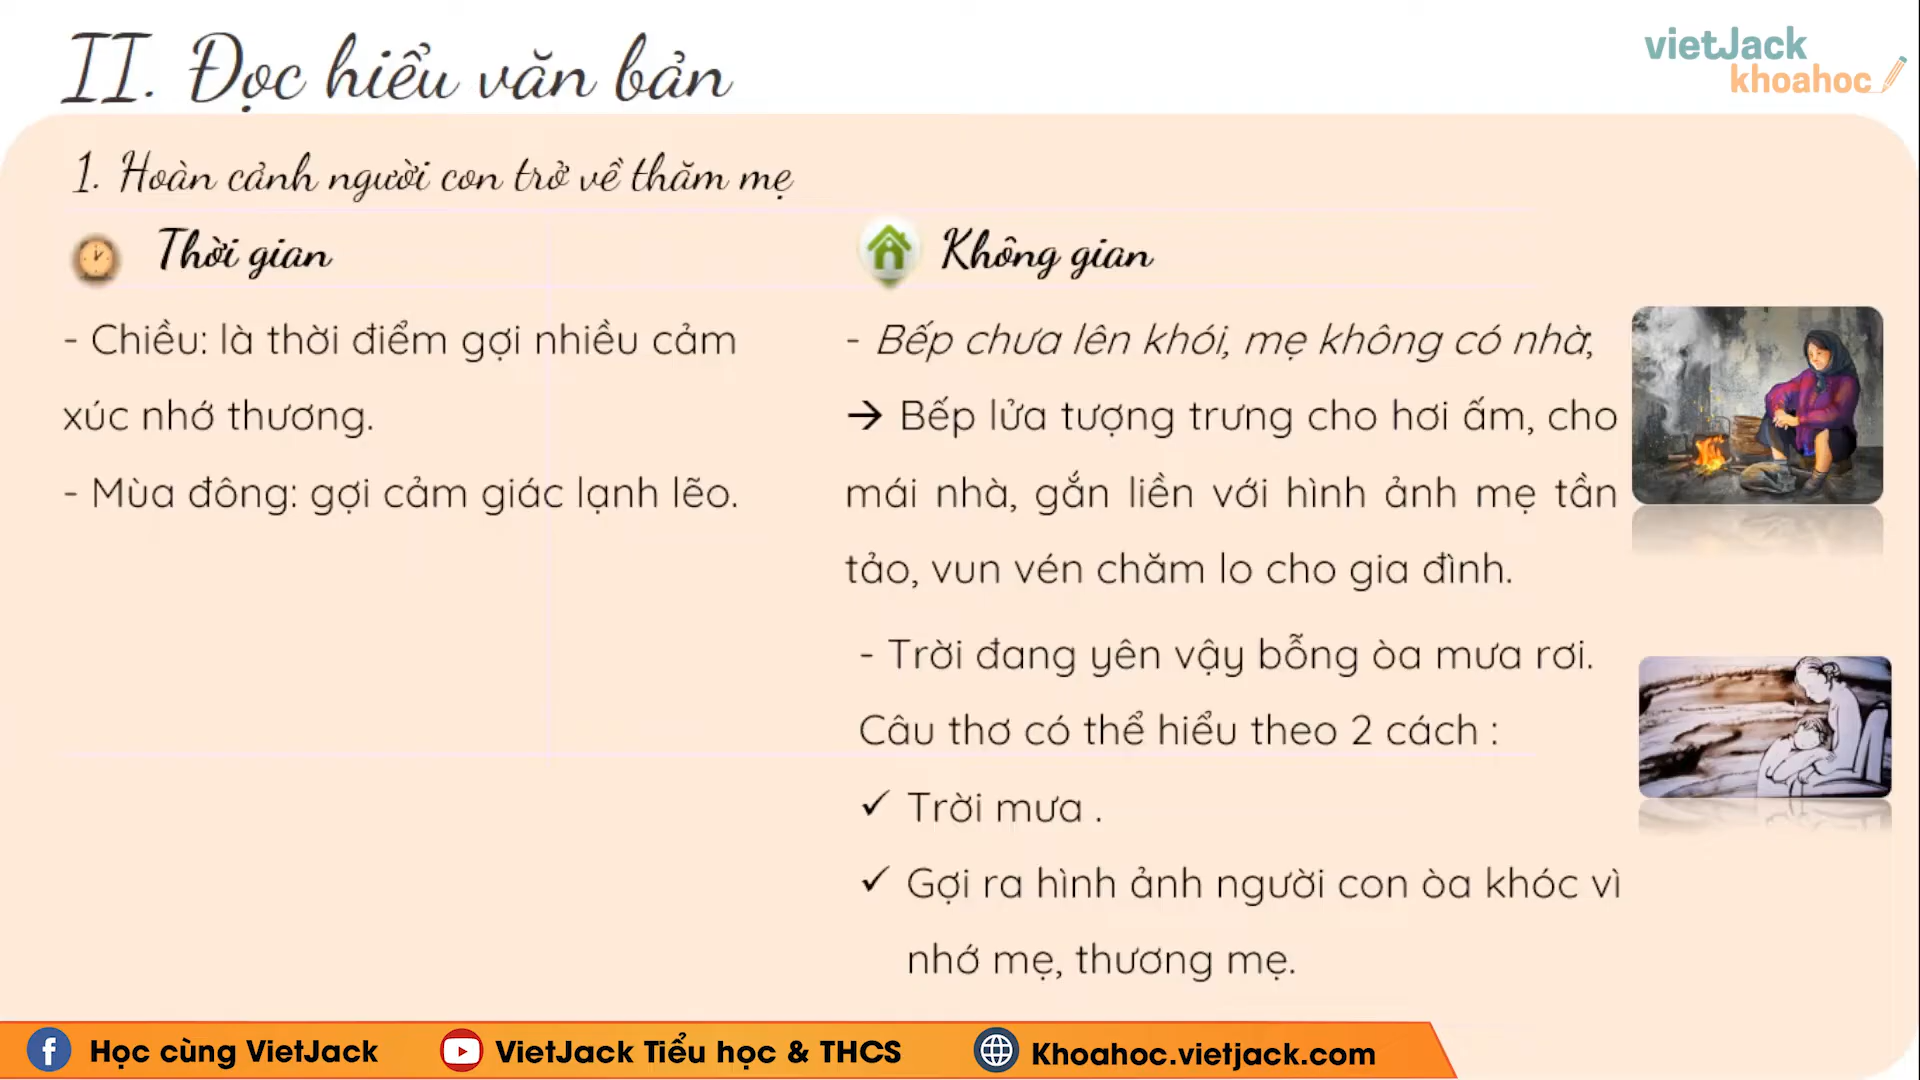 II. Đọc hiểu văn bản
vietJack
khoahoc
1. Hoàn cảnh người con trở về thăm mẹ
Thời gian
- Chiều: là thời điểm gợi nhiều cảm
xúc nhớ thương.
- Mùa đông: gợi cảm giác lạnh lẽo.
Không gian
- Bếp chưa lên khói, mẹ không có nhà;
→ Bếp lửa tượng trưng cho hơi ấm, cho
mái nhà, gắn liền với hình ảnh mẹ tần
tảo, vun vén chăm lo cho gia đình.
- Trời đang yên vậy bỗng òa mưa rơi.
Câu thơ có thể hiểu theo 2 cách :
✓ Trời mưa .
✓ Gợi ra hình ảnh người con òa khóc vì
nhớ mẹ, thương mẹ.
Học cùng VietJack
VietJack Tiểu học & THCS
Khoahoc.vietjack.com